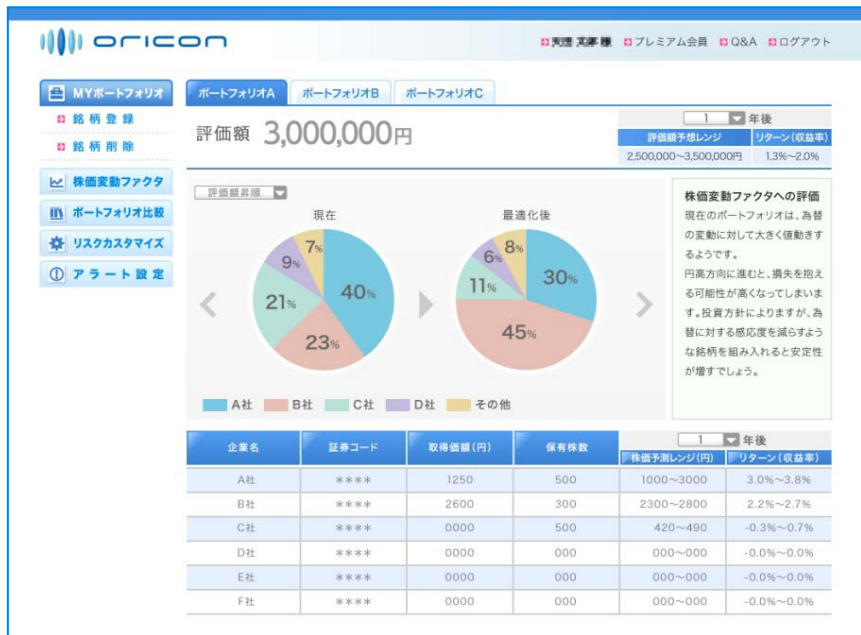 oricon
プレミアム会員 Q&A ログアウト
MYポートフォリオ
銘柄登録
銘柄削除
株価変動ファクタ
ポートフォリオ比較
リスクカスタマイズ
アラート設定
ポートフォリオA ポートフォリオB ポートフォリオC
評価額 3,000,000円
1 年後
評価額予想レンジ リターン(収益率)
2,500,000〜3,500,000円 1.3%〜2.0%
評価額昇順
現在
40%
23%
21%
9%
7%
最適化後
30%
45%
11%
6%
8%
A社 B社 C社 D社 その他
株価変動ファクタへの評価
現在のポートフォリオは、為替
の変動に対して大きく値動きす
るようです。
円高方向に進むと、損失を抱え
る可能性が高くなってしまいま
す。投資方針によりますが、為
替に対する感応度を減らすよう
な銘柄を組み入れると安定性
が増すでしょう。
1 年後
企業名 証券コード 取得価額(円) 保有株数 株価予測レンジ(円) リターン(収益率)
A社 **** 1250 500 1000〜3000 3.0%〜3.8%
B社 **** 2600 300 2300〜2800 2.2%〜2.7%
C社 **** 0000 500 420〜490 -0.3%〜0.7%
D社 **** 0000 000 000〜000 -0.0%〜0.0%
E社 **** 0000 000 000〜000 -0.0%〜0.0%
F社 **** 0000 000 000〜000 -0.0%〜0.0%